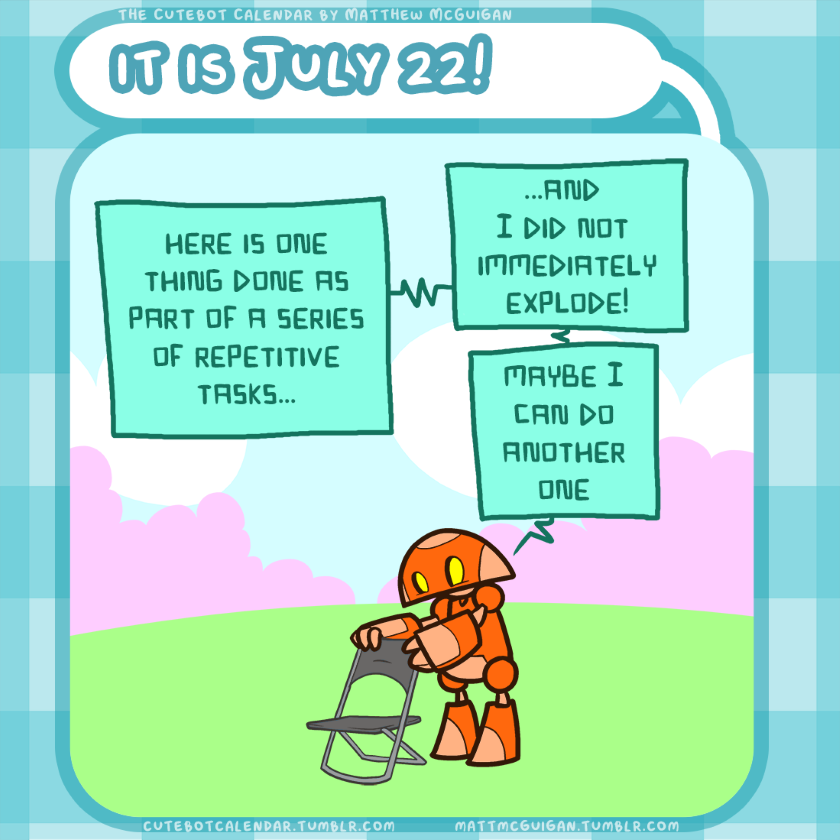 THE CUTEBOT CALENDAR BY MATTHEW MCGUIGAN
IT IS JULY 22!
HERE IS ONE
THING DONE AS
PART OF A SERIES
OF REPETITIVE
TASKS...
...AND
I DID NOT
IMMEDIATELY
EXPLODE!
MAYBE I
CAN DO
ANOTHER
ONE
CUTEBOTCALENDAR.TUMBLR.COM
MATTMCGUIGAN.TUMBLR.COM